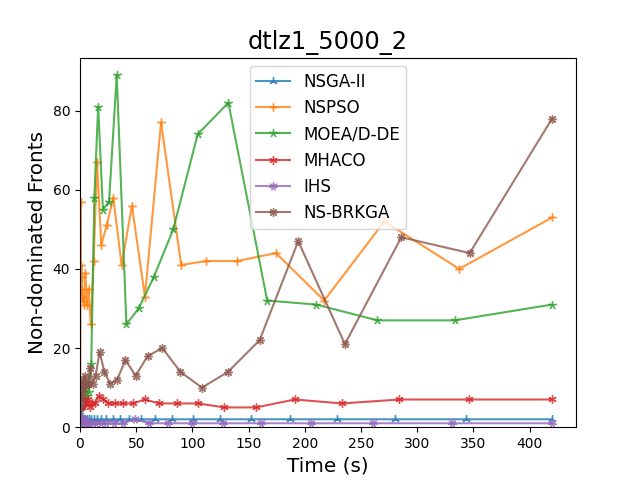 dtlz1_5000_2
Non-dominated Fronts
80
60
40
20
0
NSGA-II
NSPSO
MOEA/D-DE
MHACO
IHS
NS-BRKGA
0 50 100 150 200 250 300 350 400
Time (s)